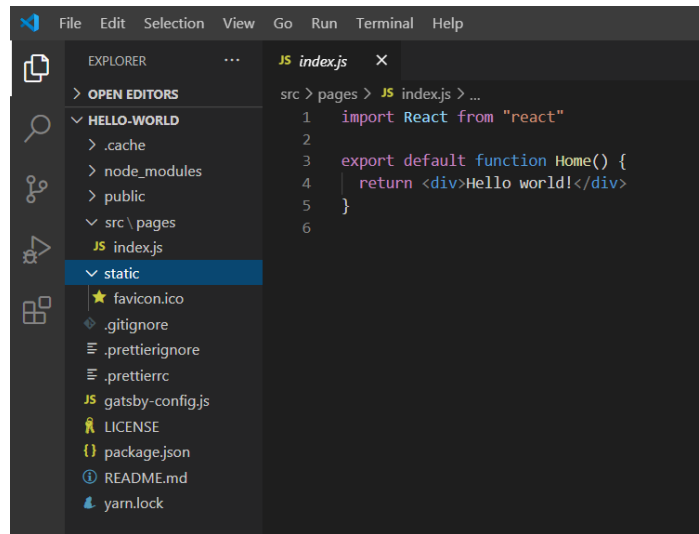 File Edit Selection View Go Run Terminal Help
EXPLORER ...
OPEN EDITORS
HELLO-WORLD
.cache
node_modules
public
src \ pages
JS index.js
static
favicon.ico
.gitignore
.prettierignore
.prettierrc
JS gatsby-config.js
LICENSE
{} package.json
README.md
yarn.lock
JS index.js ×
src > pages > JS index.js > ...
1 import React from "react"
2
3 export default function Home() {
4 return <div>Hello world!</div>
5 }
6